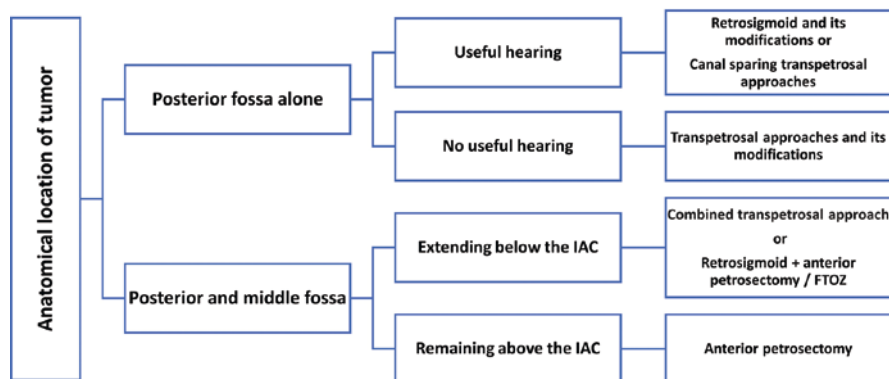 Anatomical location of tumor
Posterior fossa alone
Useful hearing
Retrosigmoid and its
modifications or
Canal sparing transpetrosal
approaches
No useful hearing
Transpetrosal approaches and its
modifications
Posterior and middle fossa
Extending below the IAC
Combined transpetrosal approach
or
Retrosigmoid + anterior
petrosectomy / FTOZ
Remaining above the IAC
Anterior petrosectomy